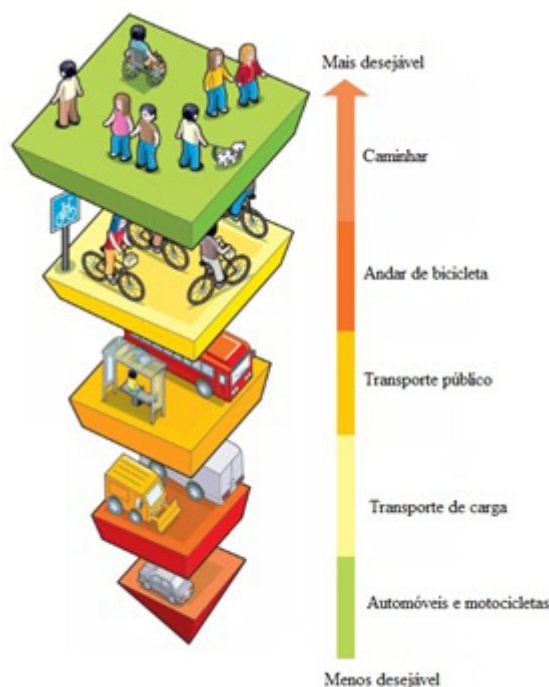 Mais desejável
Caminhar
Andar de bicicleta
Transporte público
Transporte de carga
Automóveis e motocicletas
Menos desejável